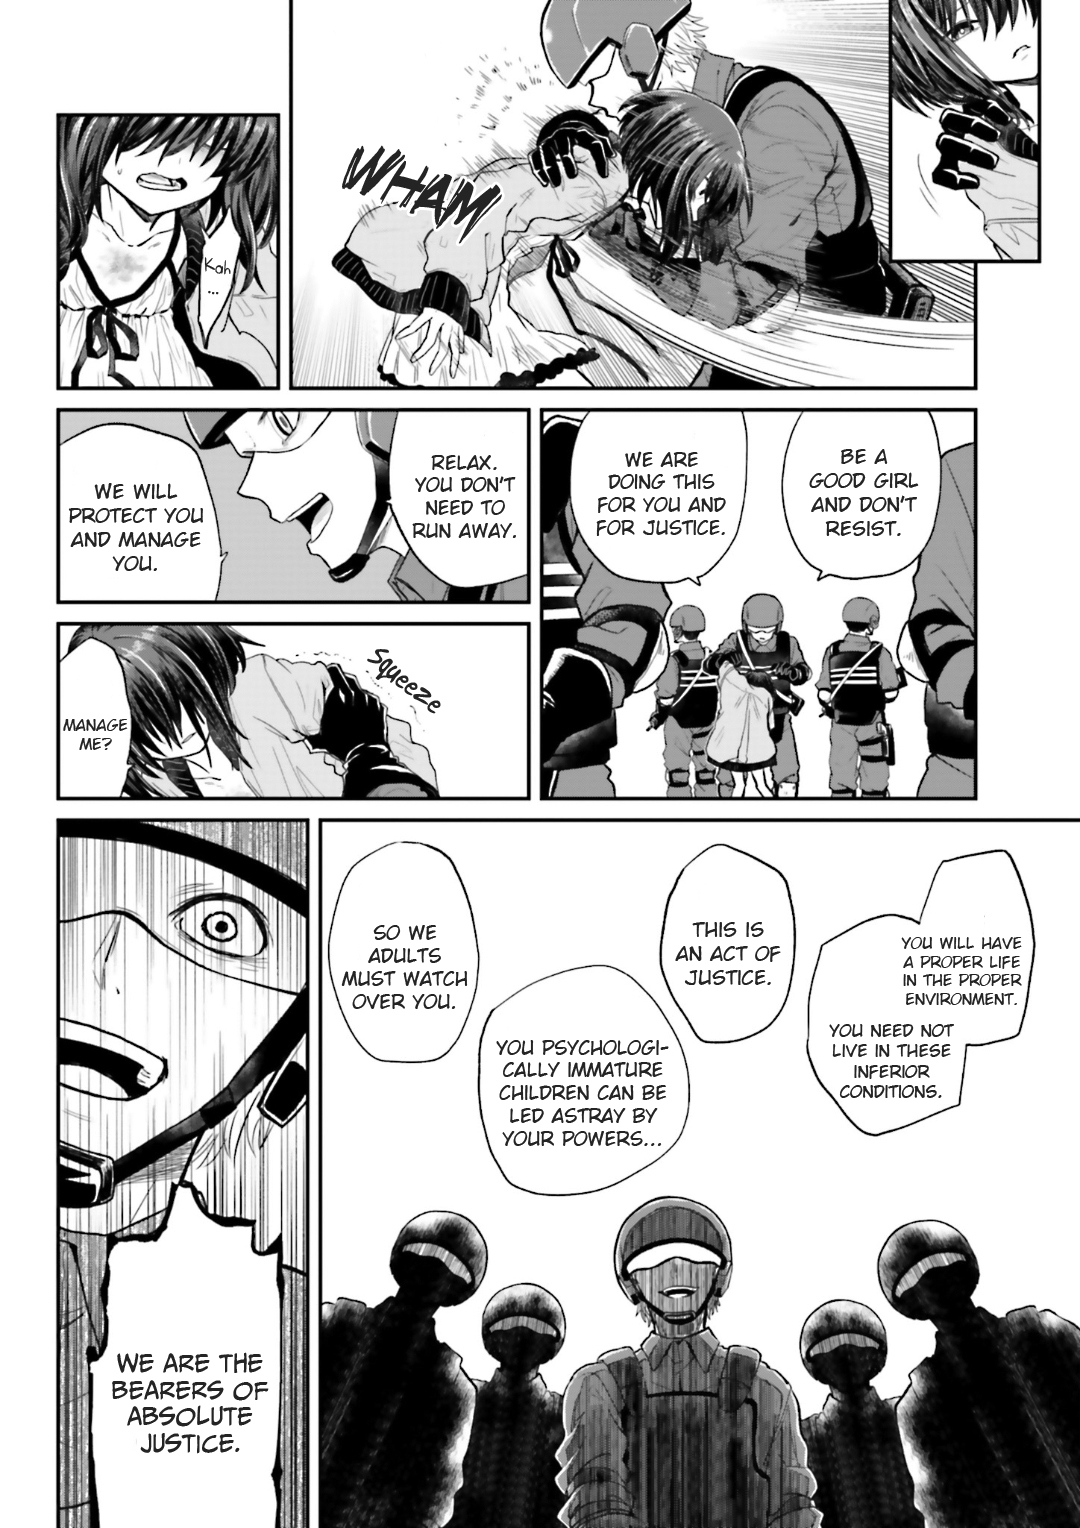 WHAM
Kah
...
BE A
GOOD GIRL
AND DON'T
RESIST.
WE ARE
DOING THIS
FOR YOU AND
FOR JUSTICE.
RELAX.
YOU DON'T
NEED TO
RUN AWAY.
WE WILL
PROTECT YOU
AND MANAGE
YOU.
Squeeze
MANAGE
ME?
YOU WILL HAVE
A PROPER LIFE
IN THE PROPER
ENVIRONMENT.
YOU NEED NOT
LIVE IN THESE
INFERIOR
CONDITIONS.
THIS IS
AN ACT OF
JUSTICE.
YOU PSYCHOLOGI-
CALLY IMMATURE
CHILDREN CAN BE
LED ASTRAY BY
YOUR POWERS...
SO WE
ADULTS
MUST WATCH
OVER YOU.
WE ARE THE
BEARERS OF
ABSOLUTE
JUSTICE.